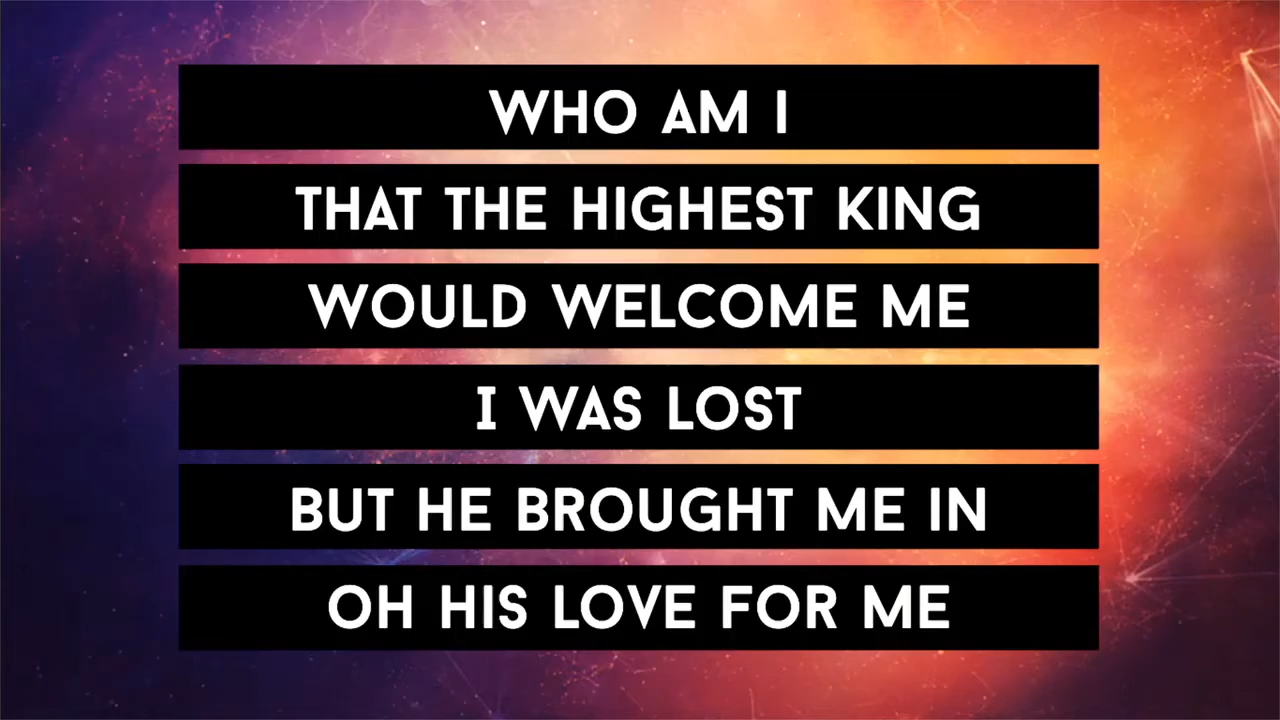 WHO AM I
THAT THE HIGHEST KING
WOULD WELCOME ME
I WAS LOST
BUT HE BROUGHT ME IN
OH HIS LOVE FOR ME